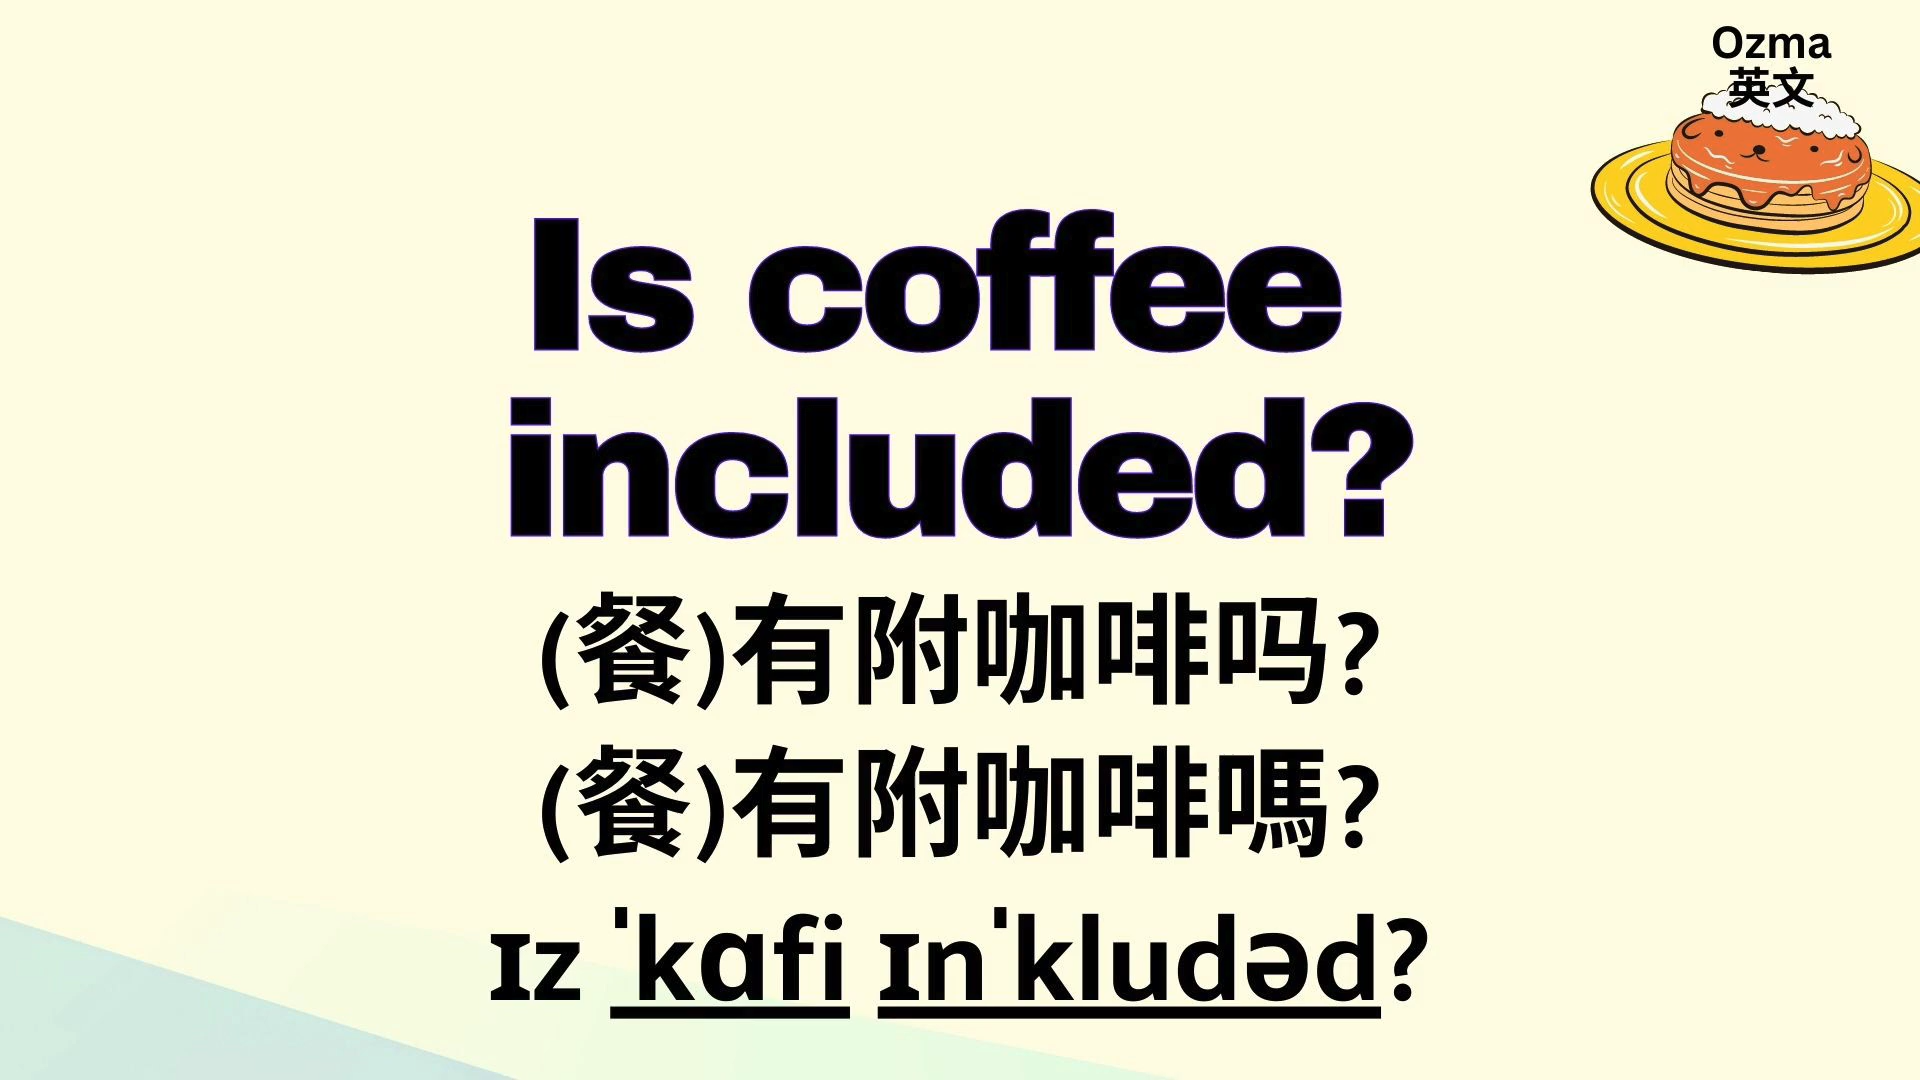 Ozma
英文
Is coffee
included?
(餐)有附咖啡吗?
(餐)有附咖啡嗎?
ɪz ˈkɑfi ɪnˈkludəd?